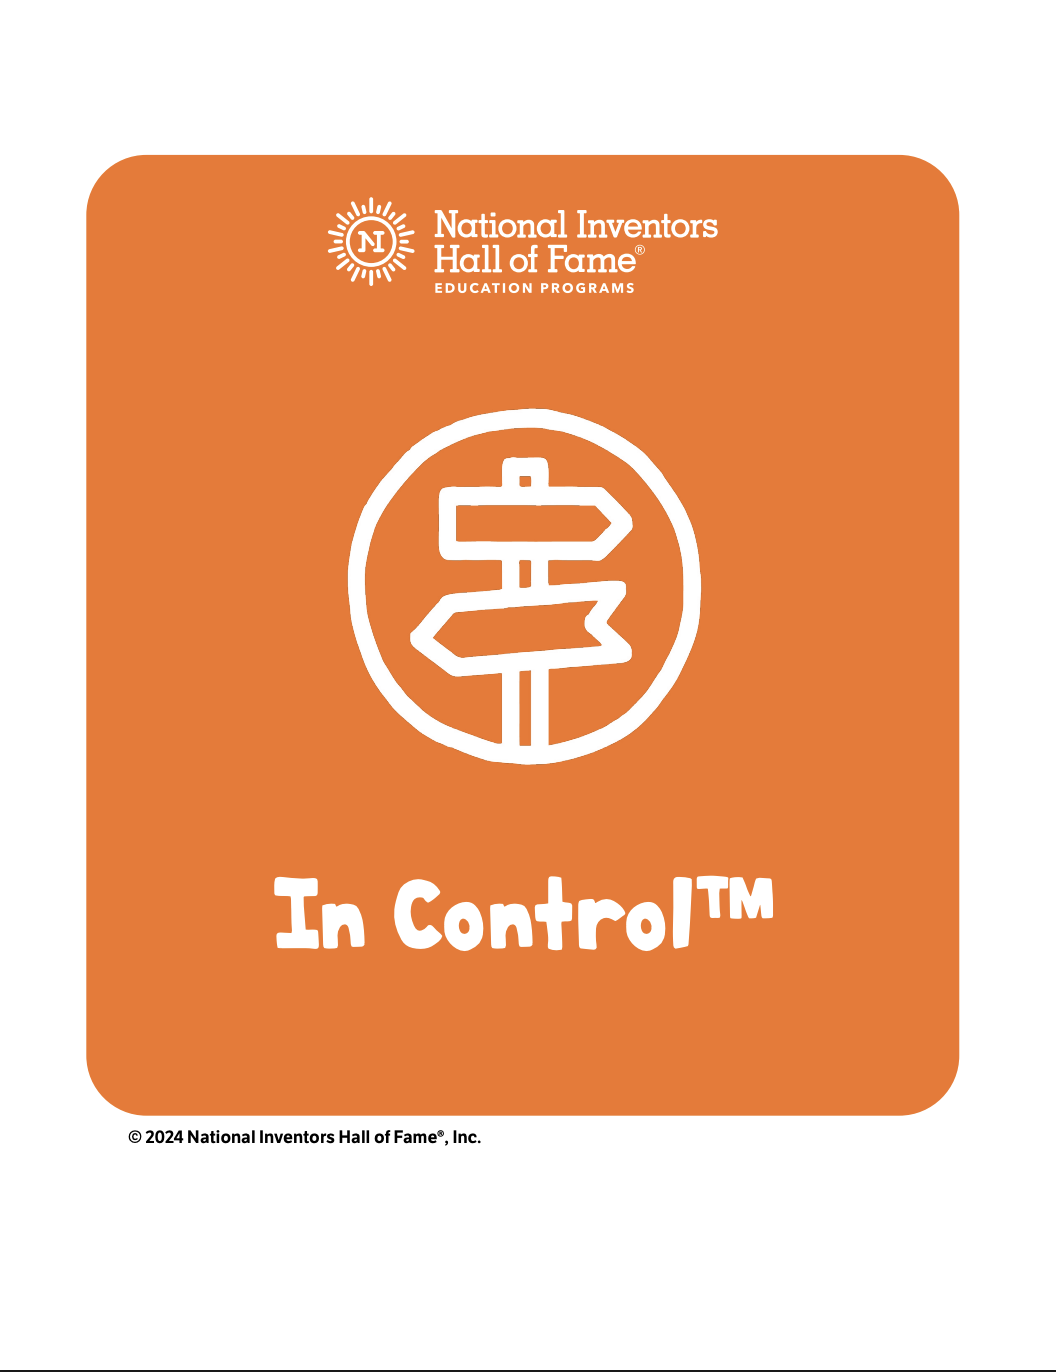 N
National Inventors
Hall of Fame®
EDUCATION PROGRAMS
In Control™
© 2024 National Inventors Hall of Fame®, Inc.